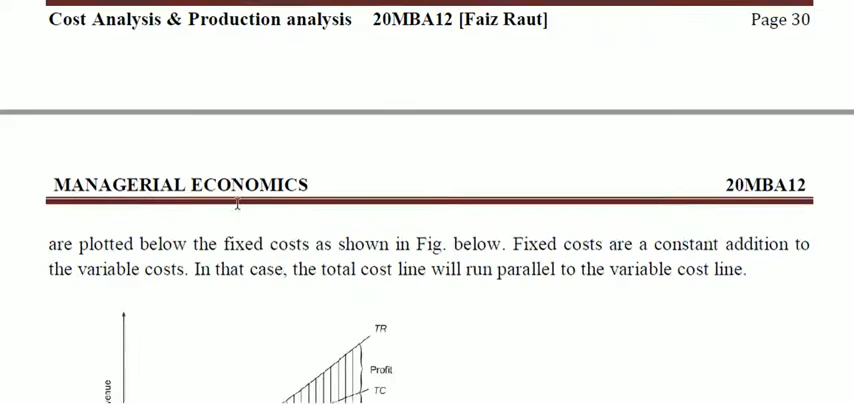 Cost Analysis & Production analysis 20MBA12 [Faiz Raut] Page 30
MANAGERIAL ECONOMICS 20MBA12
are plotted below the fixed costs as shown in Fig. below. Fixed costs are a constant addition to
the variable costs. In that case, the total cost line will run parallel to the variable cost line.
TR
Profit
TC